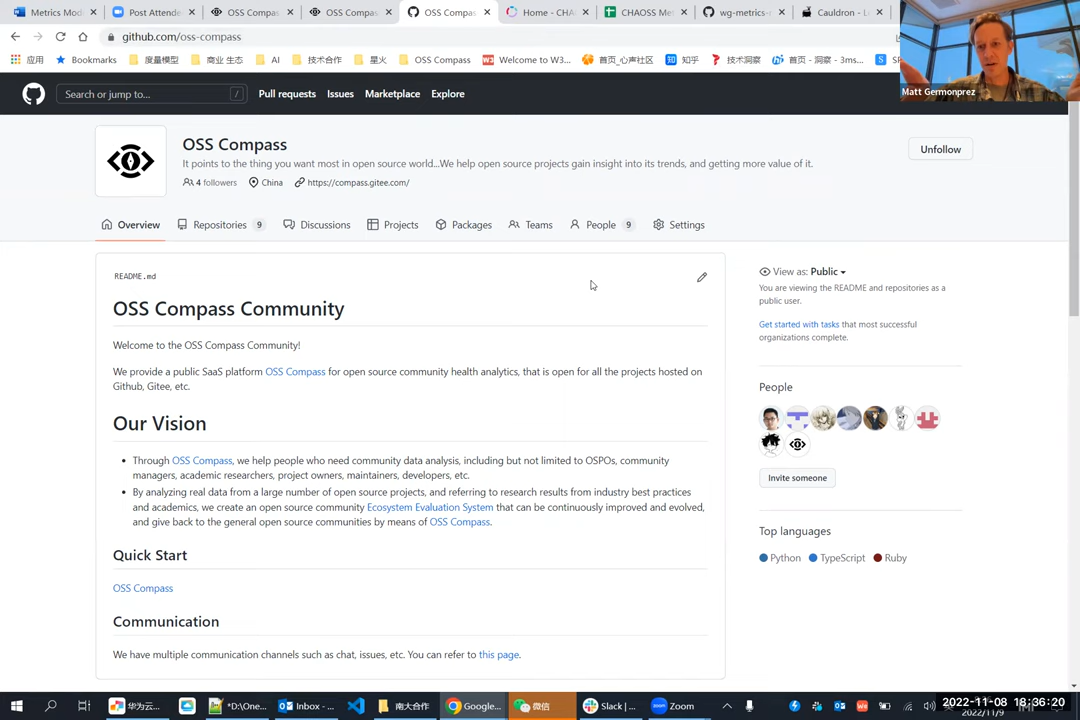 Metrics Mod
Post Attende
OSS Compas
OSS Compas
OSS Compas
Home - CHA
CHAOSS Me
wg-metrics-
Cauldron - L
github.com/oss-compass
应用
Bookmarks
度量模型
商业 生态
AI
技术合作
星火
OSS Compass
Welcome to W3...
首页_心声社区
知乎
技术洞察
首页 - 洞察 - 3ms...
Matt Germonprez
Search or jump to...
/
Pull requests
Issues
Marketplace
Explore
OSS Compass
It points to the thing you want most in open source world...We help open source projects gain insight into its trends, and getting more value of it.
4 followers
China
https://compass.gitee.com/
Unfollow
Overview
Repositories 9
Discussions
Projects
Packages
Teams
People 9
Settings
README.md
OSS Compass Community
Welcome to the OSS Compass Community!
We provide a public SaaS platform OSS Compass for open source community health analytics, that is open for all the projects hosted on
Github, Gitee, etc.
Our Vision
Through OSS Compass, we help people who need community data analysis, including but not limited to OSPOs, community
managers, academic researchers, project owners, maintainers, developers, etc.
By analyzing real data from a large number of open source projects, and referring to research results from industry best practices
and academics, we create an open source community Ecosystem Evaluation System that can be continuously improved and evolved,
and give back to the general open source communities by means of OSS Compass.
Quick Start
OSS Compass
Communication
We have multiple communication channels such as chat, issues, etc. You can refer to this page.
View as: Public
You are viewing the README and repositories as a
public user.
Get started with tasks that most successful
organizations complete.
People
Invite someone
Top languages
Python
TypeScript
Ruby
华为云...
*D:\One...
Inbox - ...
南大合作
Google...
微信
Slack | ...
Zoom
2022-11-08 18:36:20
2022/11/9